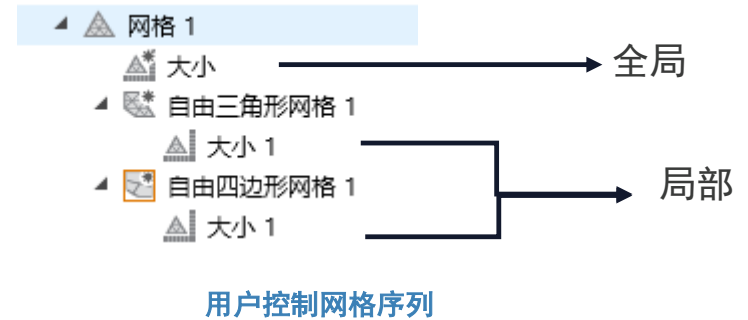 网格 1
大小
全局
自由三角形网格 1
大小 1
局部
自由四边形网格 1
大小 1
用户控制网格序列